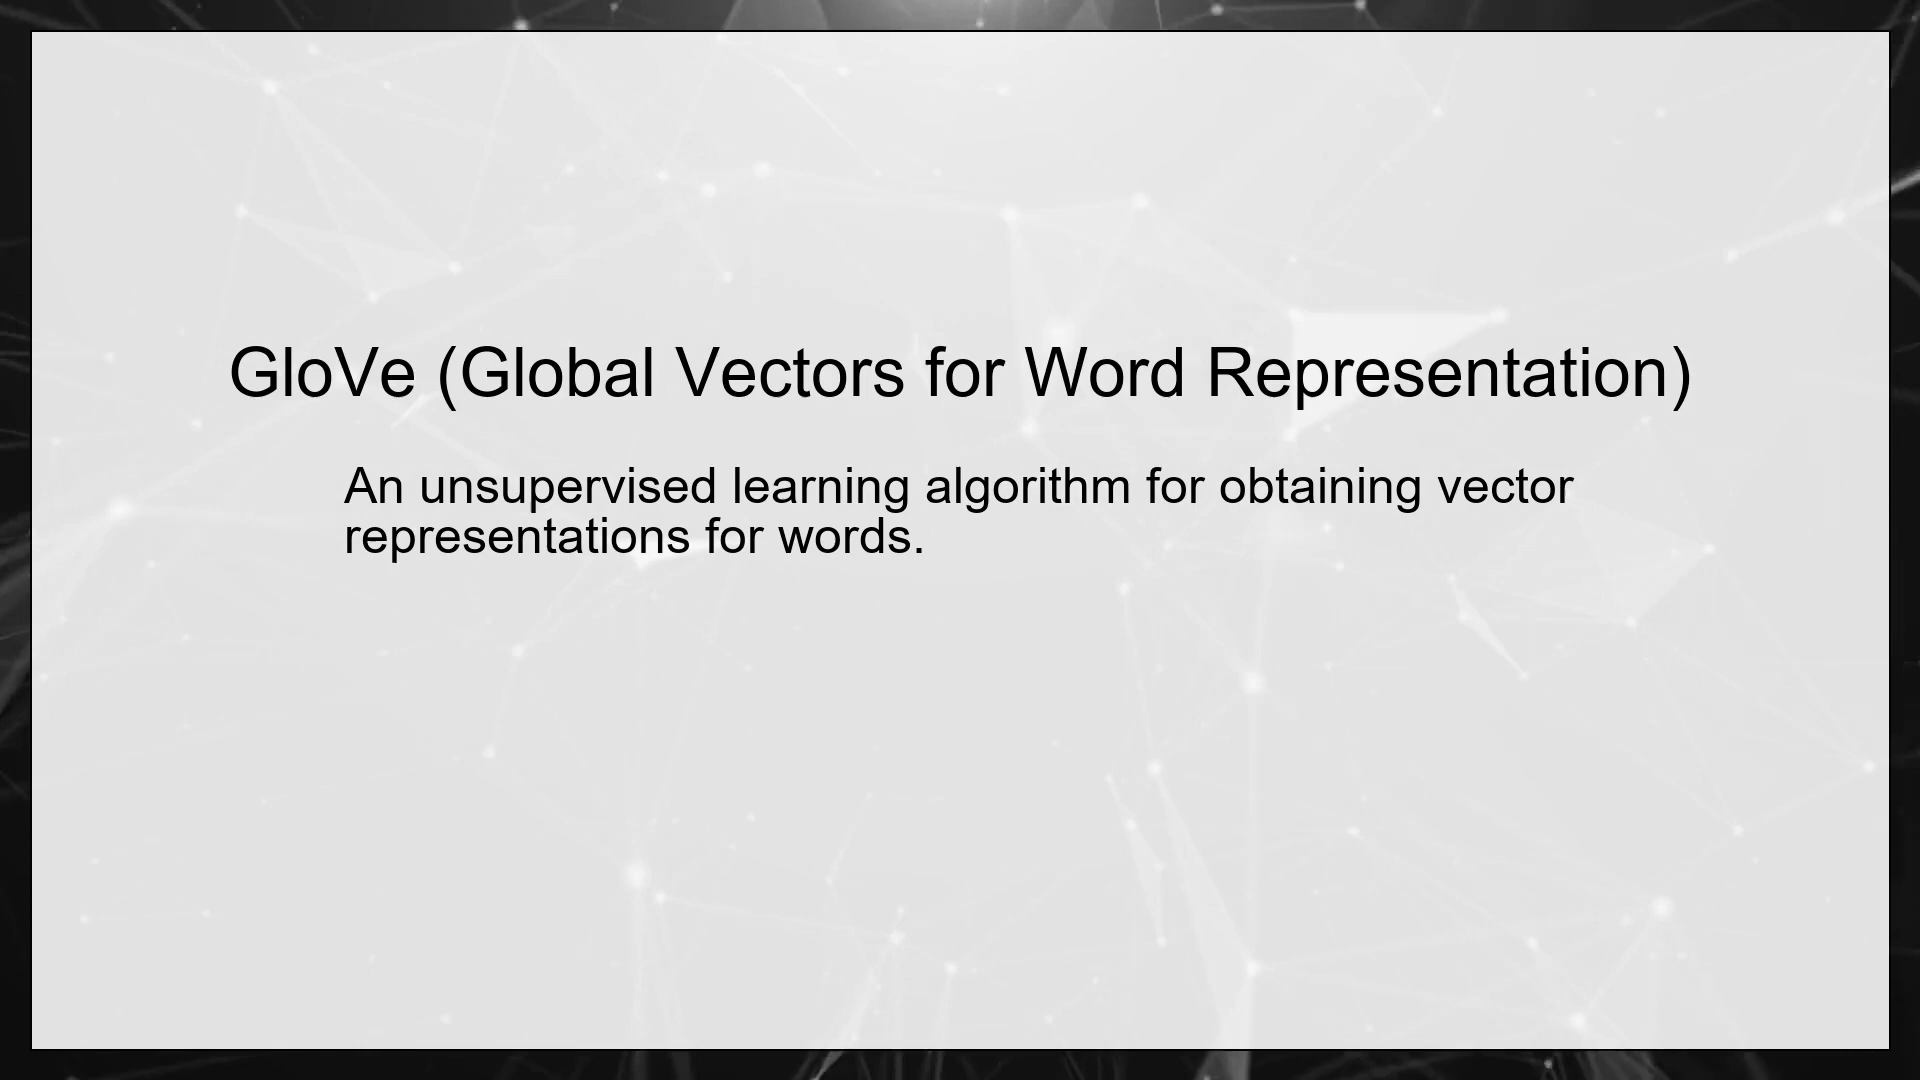 GloVe (Global Vectors for Word Representation)
An unsupervised learning algorithm for obtaining vector
representations for words.